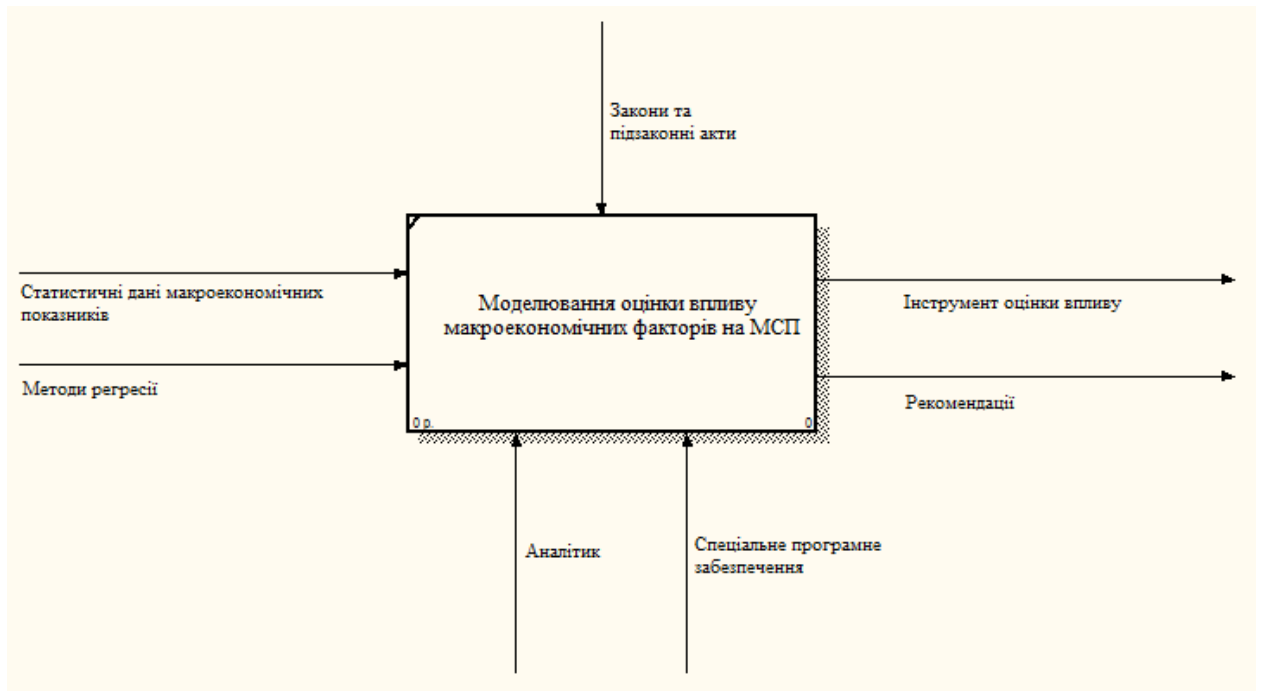 Закони та
підзаконні акти
Статистичні дані макроекономічних
показників
Методи регресії
Моделювання оцінки впливу
макроекономічних факторів на МСП
0 р.
0
Інструмент оцінки впливу
Рекомендації
Аналітик
Спеціальне програмне
забезпечення